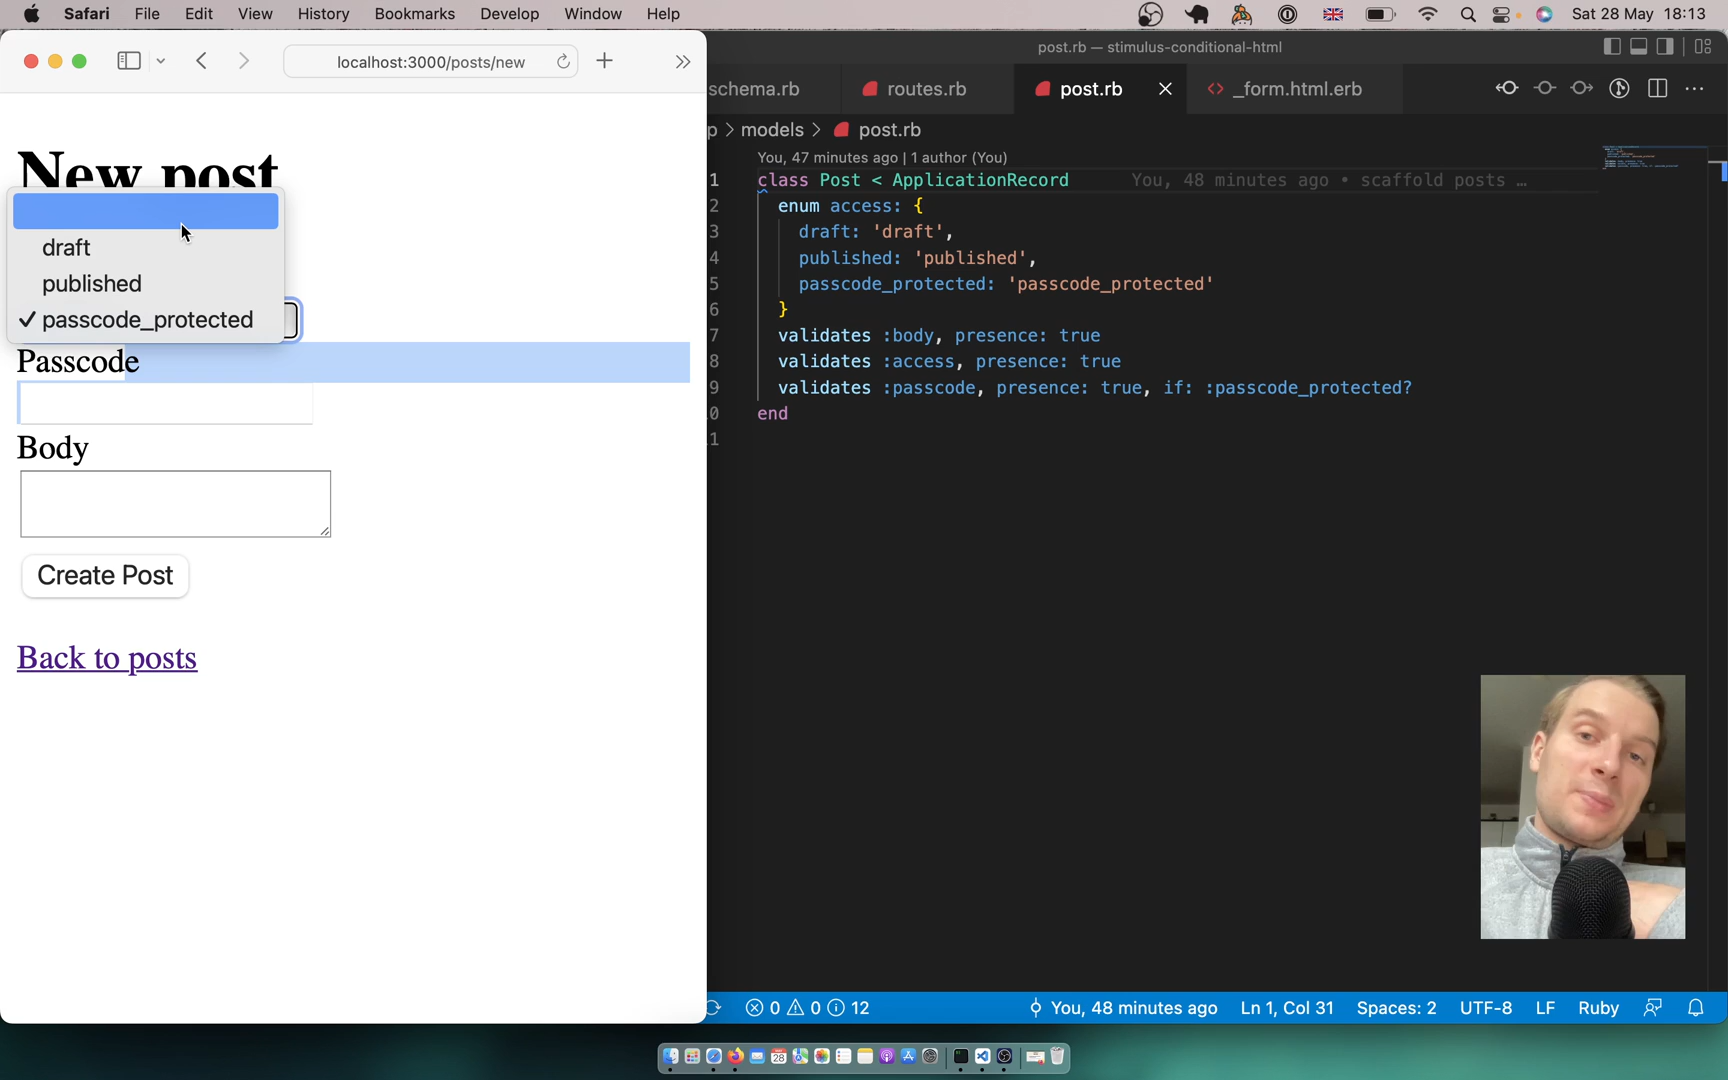 Safari File Edit View History Bookmarks Develop Window Help Sat 28 May 18:13
localhost:3000/posts/new
New post
draft
published
✓ passcode_protected
Passcode
Body
Create Post
Back to posts
post.rb — stimulus-conditional-html
schema.rb routes.rb post.rb _form.html.erb
p > models > post.rb
You, 47 minutes ago | 1 author (You)
1 class Post < ApplicationRecord You, 48 minutes ago • scaffold posts …
2 enum access: {
3 draft: 'draft',
4 published: 'published',
5 passcode_protected: 'passcode_protected'
6 }
7 validates :body, presence: true
8 validates :access, presence: true
9 validates :passcode, presence: true, if: :passcode_protected?
0 end
1
0 0 12 You, 48 minutes ago Ln 1, Col 31 Spaces: 2 UTF-8 LF Ruby
28